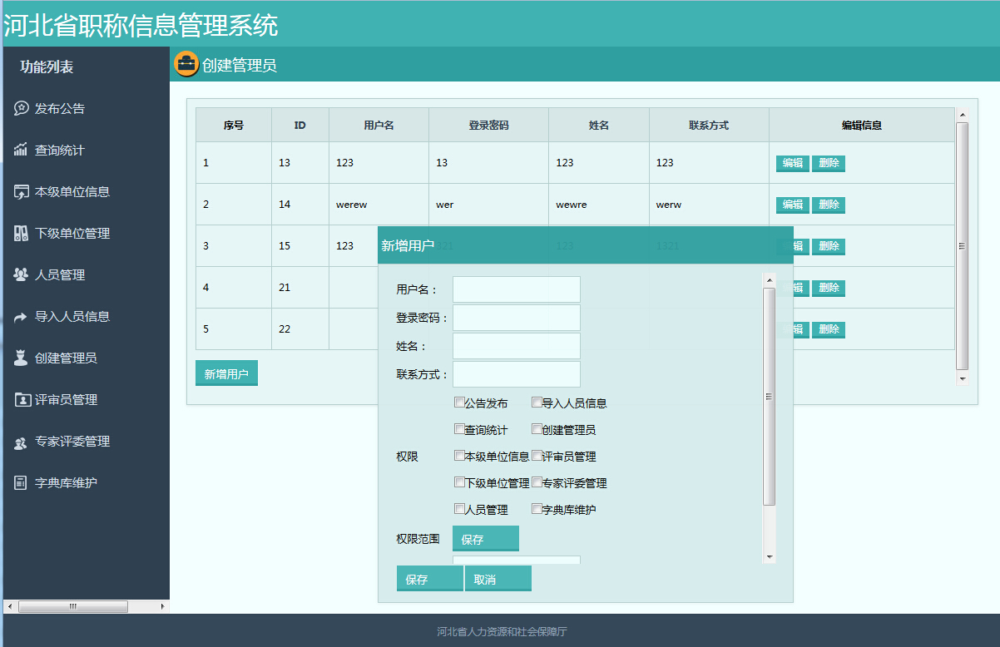 河北省职称信息管理系统
功能列表
创建管理员
发布公告
查询统计
本级单位信息
下级单位管理
人员管理
导入人员信息
创建管理员
评审员管理
专家评委管理
字典库维护
序号 ID 用户名 登录密码 姓名 联系方式 编辑信息
1 13 123 13 123 123 编辑 删除
2 14 werew wer wewre werw 编辑 删除
3 15 123 321 123 1321 辑 删除
4 21 辑 删除
5 22 辑 删除
新增用户
新增用户
用户名：
登录密码：
姓名：
联系方式：
公告发布 导入人员信息
查询统计 创建管理员
权限 本级单位信息 评审员管理
下级单位管理 专家评委管理
人员管理 字典库维护
权限范围 保存
保存 取消
河北省人力资源和社会保障厅